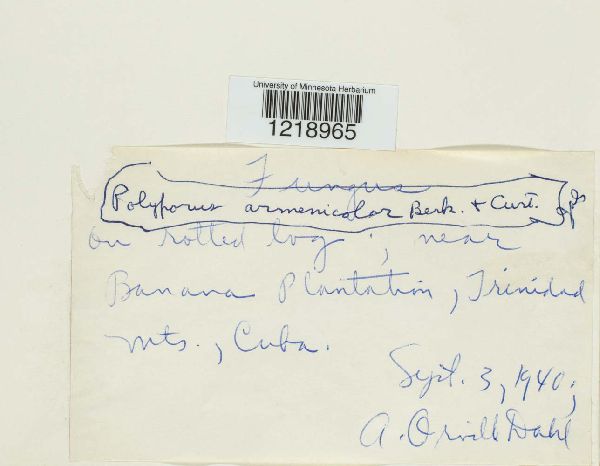 University of Minnesota Herbarium
1218965
Fungus
Polyporus armenicolor Berk. + Curt.
on rotted log; near
Banana Plantation, Trinidad
Mts., Cuba.
Sept. 3, 1940;
A. Orville Dahl